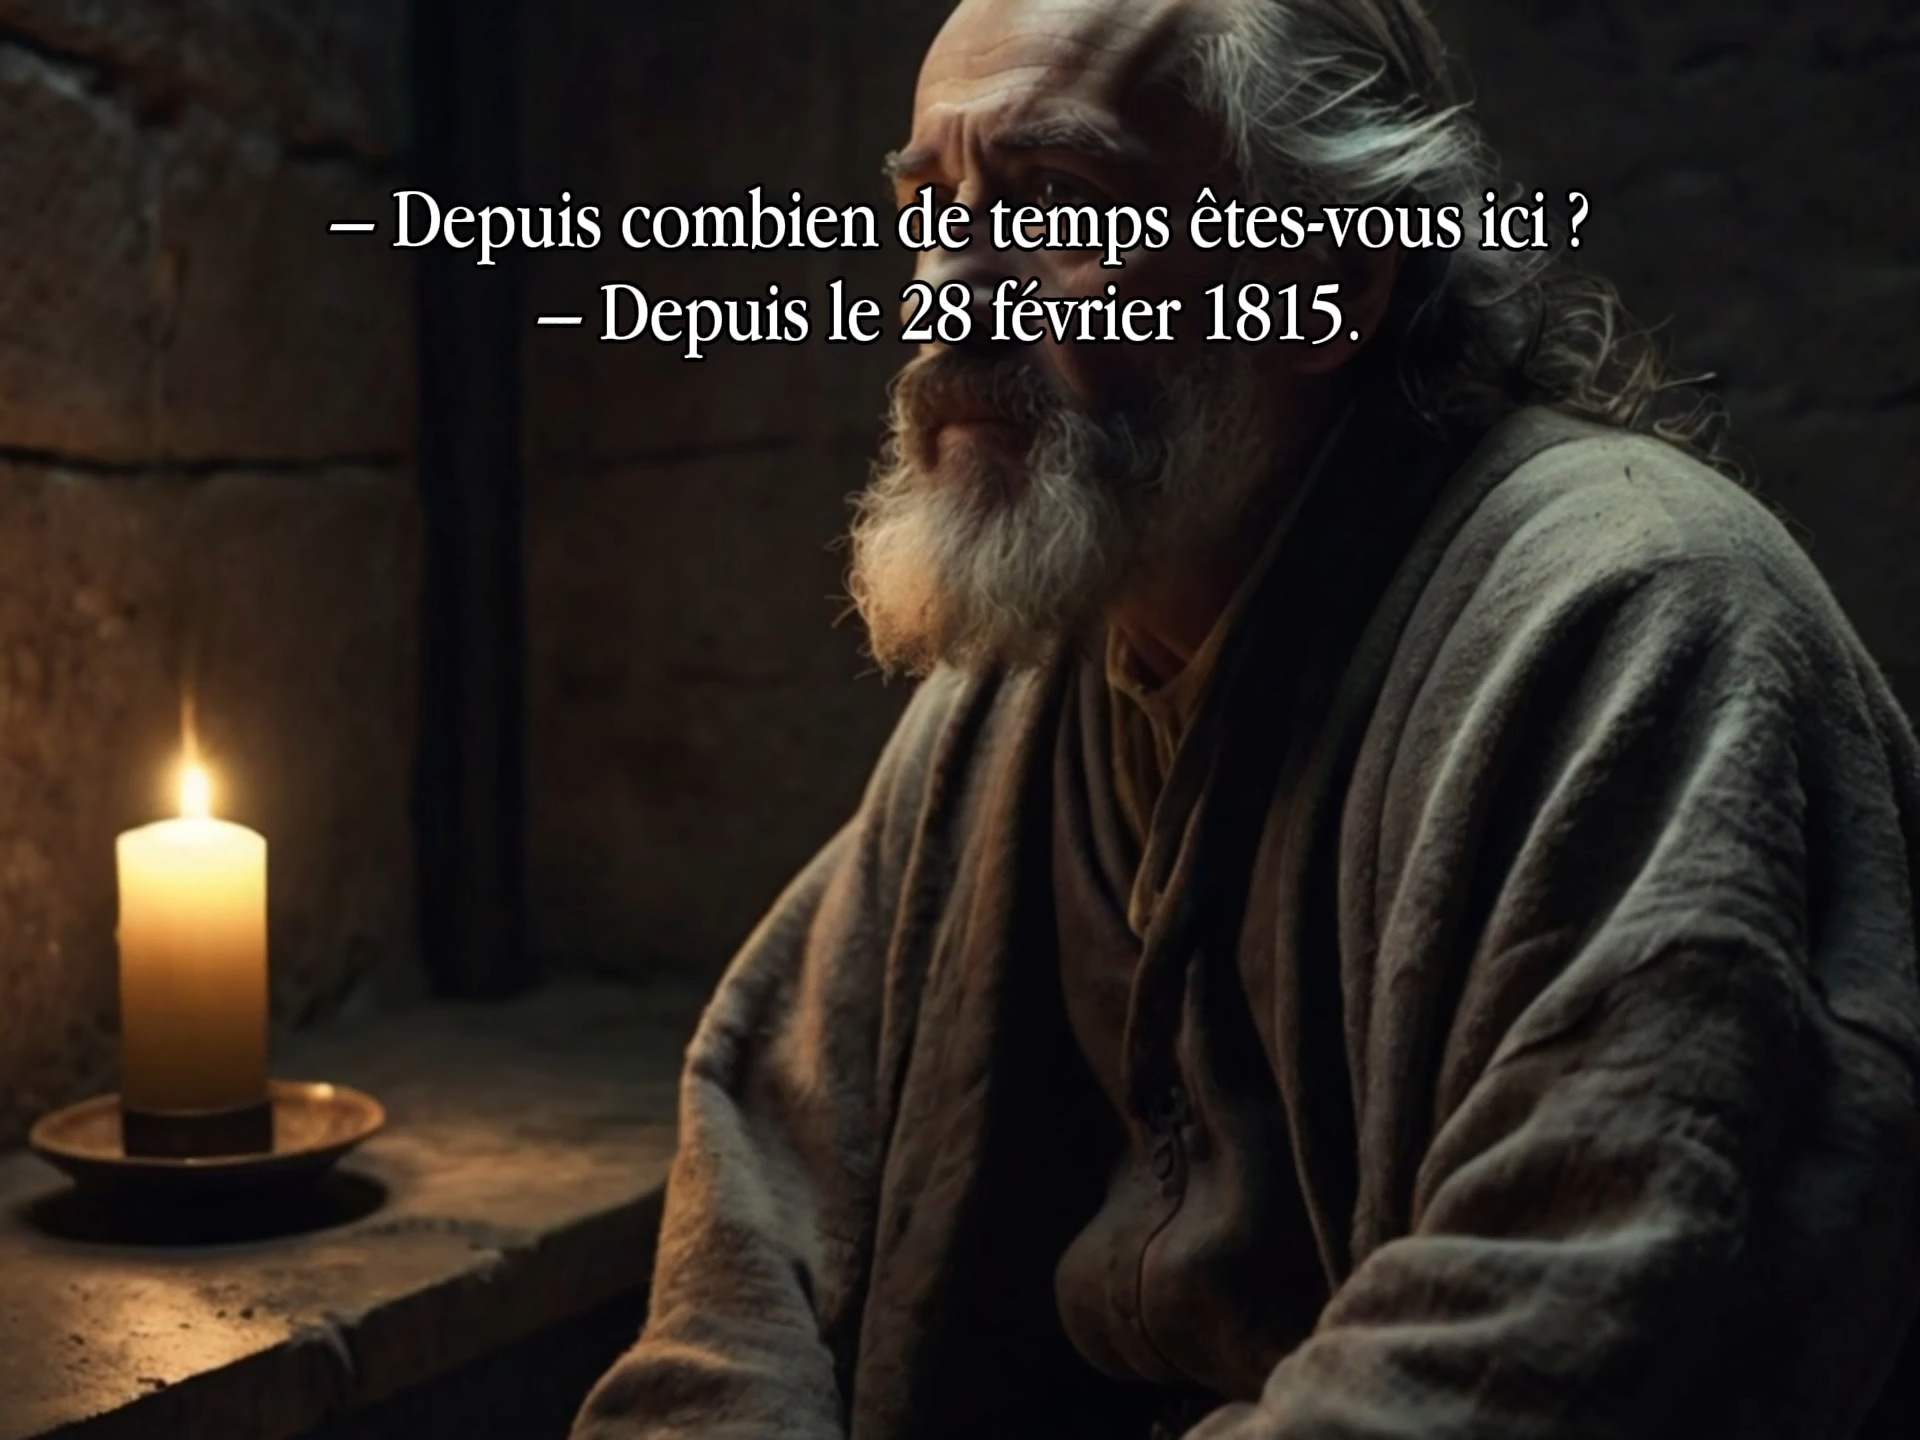 – Depuis combien de temps êtes-vous ici ?
– Depuis le 28 février 1815.